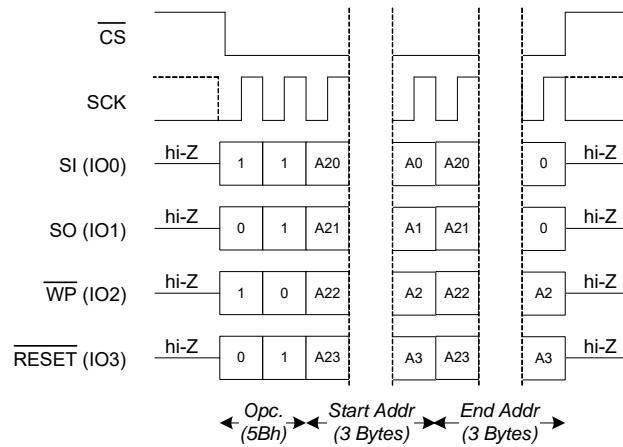 CS
SCK
SI (IO0) hi-Z 1 1 A20 A0 A20 0 hi-Z
SO (IO1) hi-Z 0 1 A21 A1 A21 0 hi-Z
WP (IO2) hi-Z 1 0 A22 A2 A22 A2 hi-Z
RESET (IO3) hi-Z 0 1 A23 A3 A23 A3 hi-Z
Opc. Start Addr End Addr
(5Bh) (3 Bytes) (3 Bytes)